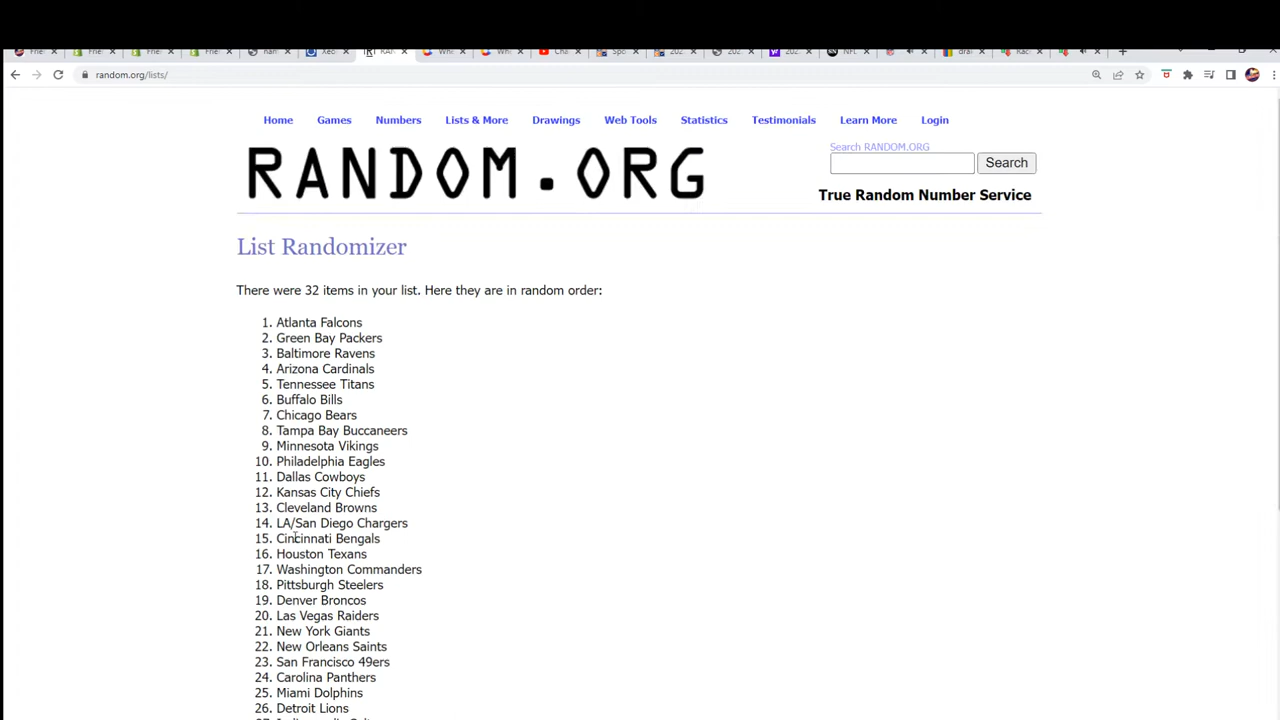 random.org/lists/
Home Games Numbers Lists & More Drawings Web Tools Statistics Testimonials Learn More Login
RANDOM.ORG
Search RANDOM.ORG
Search
True Random Number Service
List Randomizer
There were 32 items in your list. Here they are in random order:
1. Atlanta Falcons
2. Green Bay Packers
3. Baltimore Ravens
4. Arizona Cardinals
5. Tennessee Titans
6. Buffalo Bills
7. Chicago Bears
8. Tampa Bay Buccaneers
9. Minnesota Vikings
10. Philadelphia Eagles
11. Dallas Cowboys
12. Kansas City Chiefs
13. Cleveland Browns
14. LA/San Diego Chargers
15. Cincinnati Bengals
16. Houston Texans
17. Washington Commanders
18. Pittsburgh Steelers
19. Denver Broncos
20. Las Vegas Raiders
21. New York Giants
22. New Orleans Saints
23. San Francisco 49ers
24. Carolina Panthers
25. Miami Dolphins
26. Detroit Lions